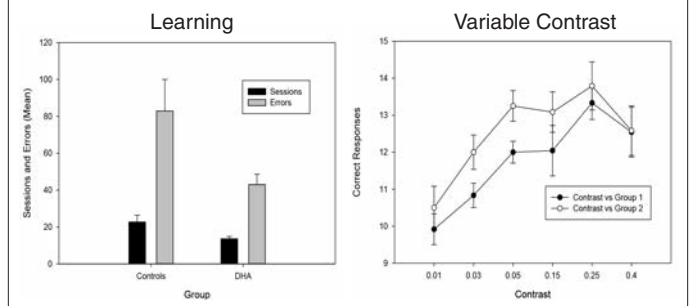 Learning
Variable Contrast
120
100
80
60
40
20
0
Sessions and Errors (Mean)
Sessions
Errors
Controls
DHA
Group
15
14
13
12
11
10
9
Correct Responses
Contrast vs Group 1
Contrast vs Group 2
0.01
0.03
0.05
0.15
0.25
0.4
Contrast